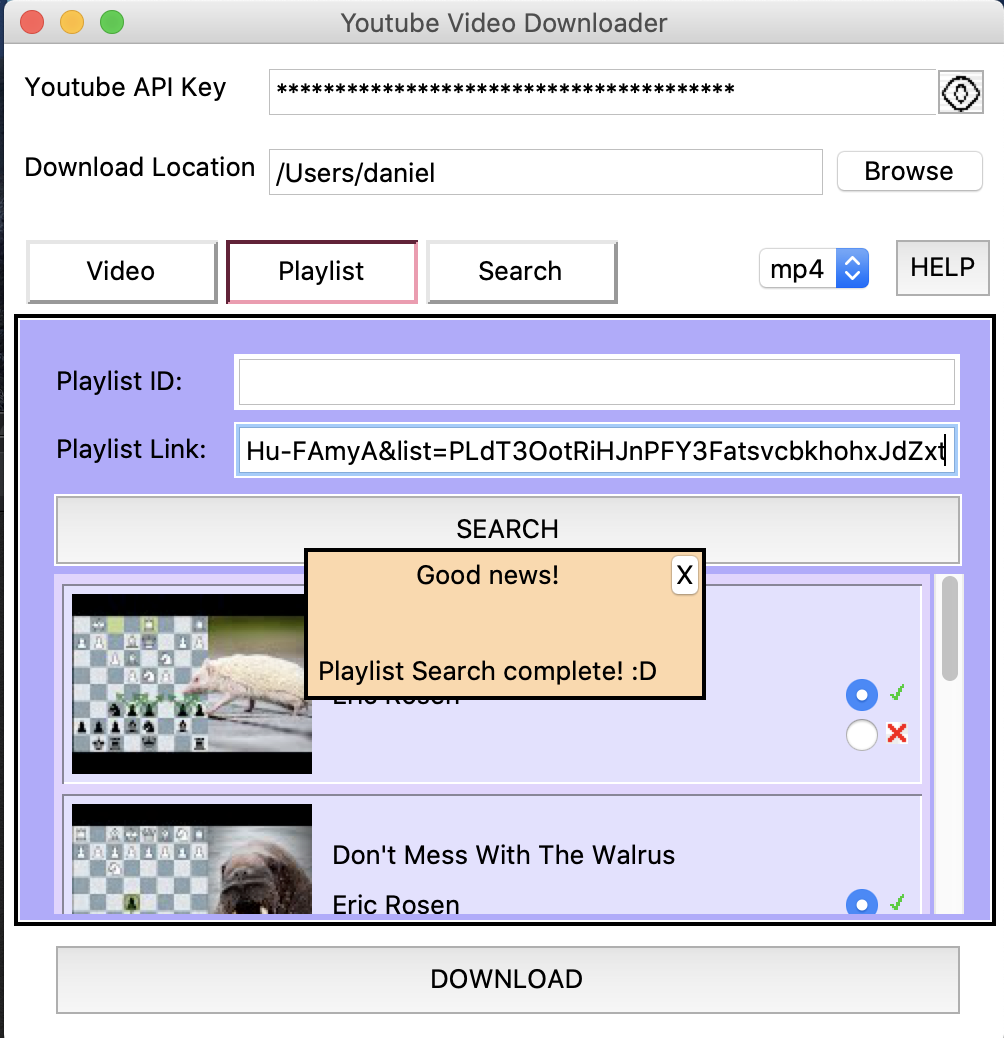 Youtube Video Downloader
Youtube API Key
***************************************
Download Location
/Users/daniel
Browse
Video
Playlist
Search
mp4
HELP
Playlist ID:
Playlist Link:
Hu-FAmyA&list=PLdT3OotRiHJnPFY3FatsvcbkhohxJdZxt
SEARCH
Good news!
X
Playlist Search complete! :D
Eric Rosen
Don't Mess With The Walrus
Eric Rosen
DOWNLOAD